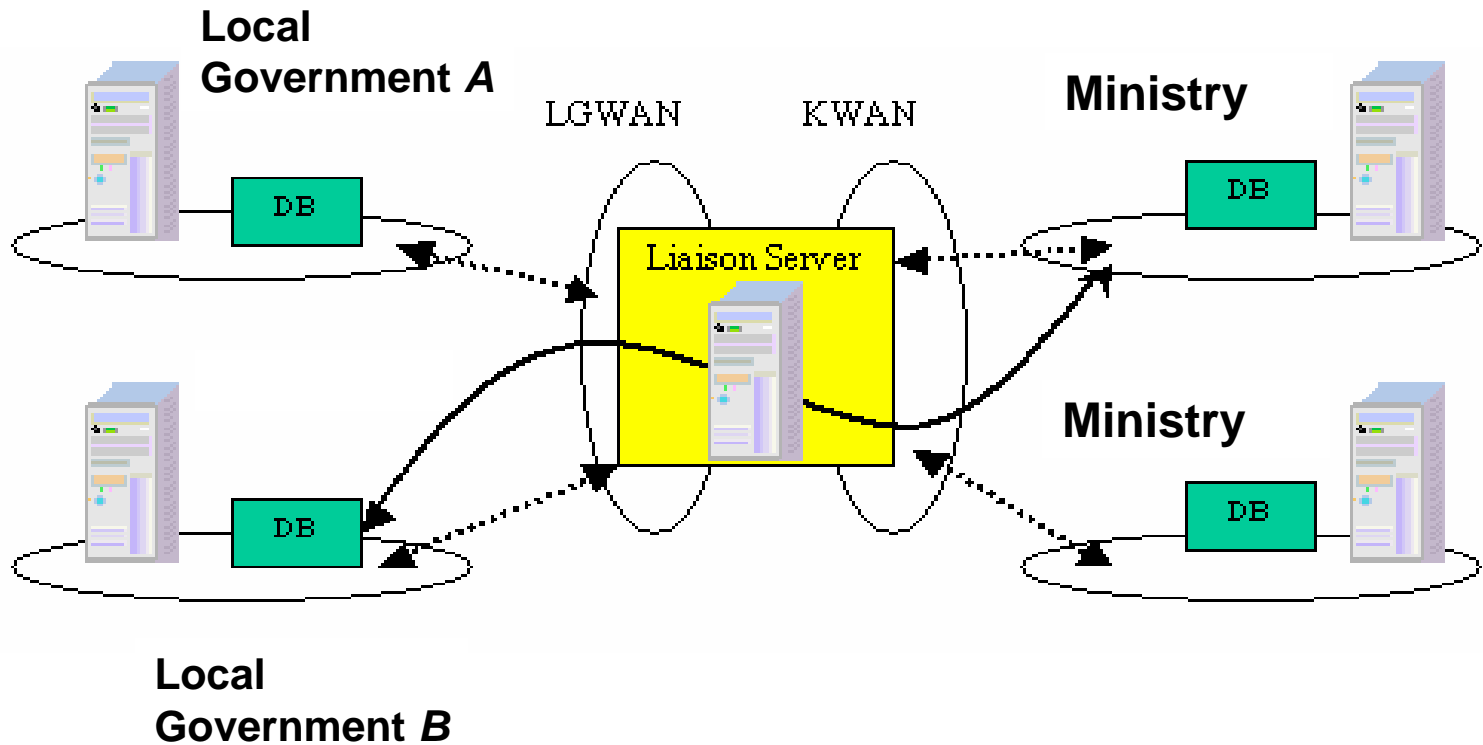 Local
Government A
LGWAN
KWAN
Ministry
DB
DB
Liaison Server
Ministry
DB
DB
Local
Government B